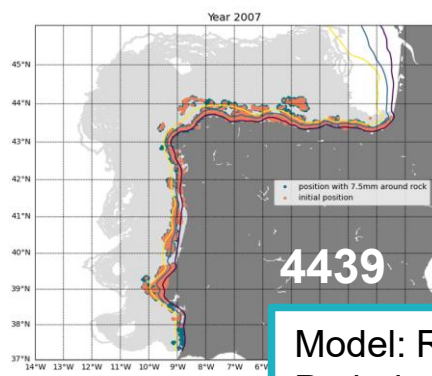 Year 2007
45°N
44°N
43°N
42°N
41°N
40°N
39°N
38°N
37°N
position with 7.5mm around rock
initial position
14°W 13°W 12°W 11°W 10°W 9°W 8°W 7°W
4439
Model: R